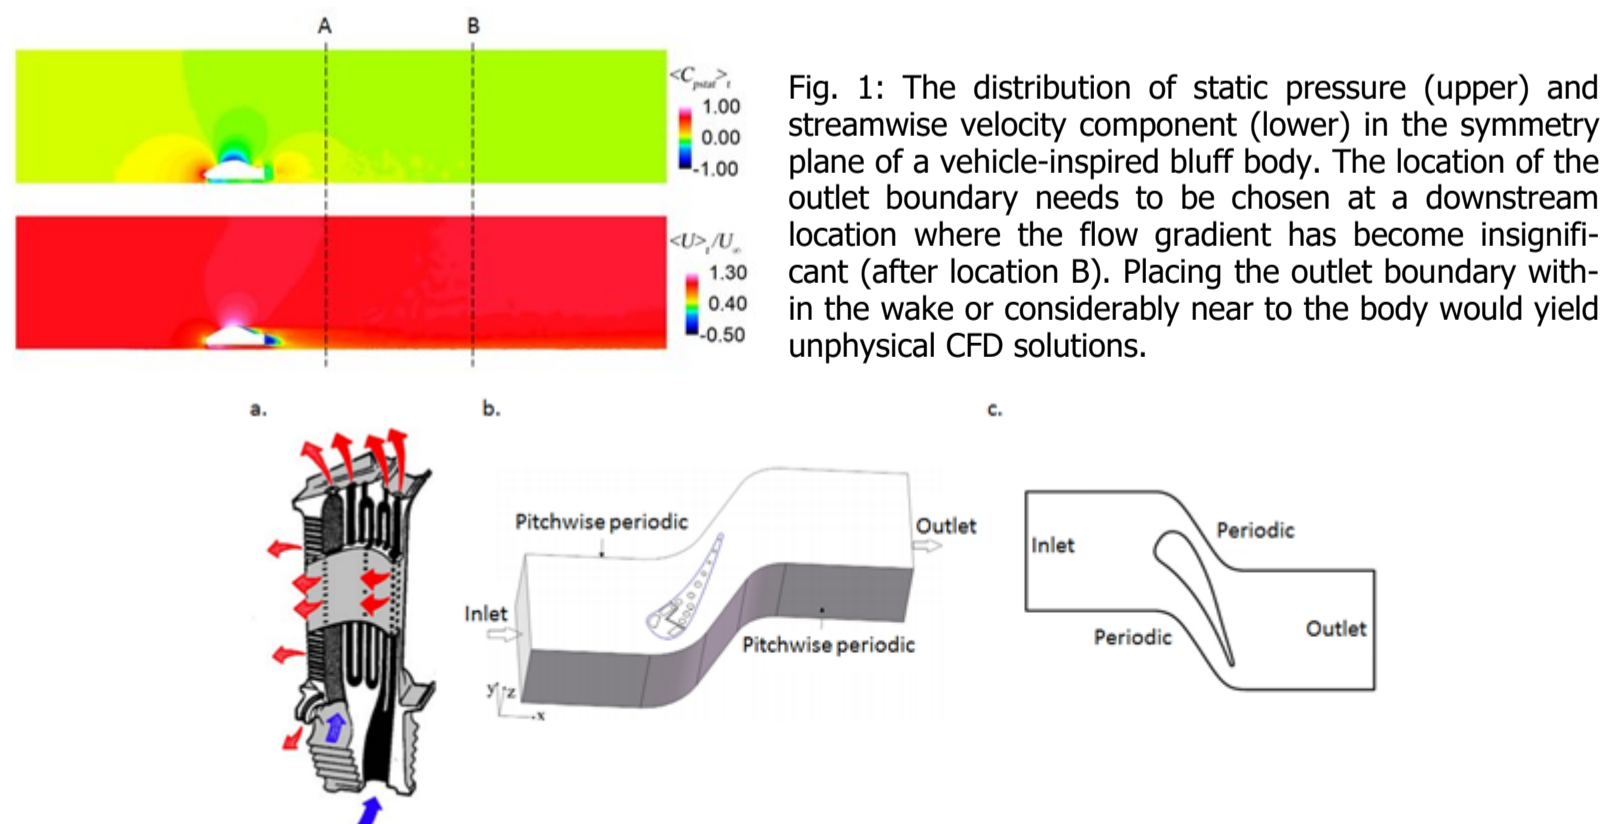 A
B
<C_pstat>_t
1.00
0.00
-1.00
<U>_t/U_∞
1.30
0.40
-0.50
Fig. 1: The distribution of static pressure (upper) and
streamwise velocity component (lower) in the symmetry
plane of a vehicle-inspired bluff body. The location of the
outlet boundary needs to be chosen at a downstream
location where the flow gradient has become insignifi-
cant (after location B). Placing the outlet boundary with-
in the wake or considerably near to the body would yield
unphysical CFD solutions.
a.
b.
c.
Pitchwise periodic
Outlet
Inlet
Pitchwise periodic
y
z
x
Inlet
Periodic
Periodic
Outlet